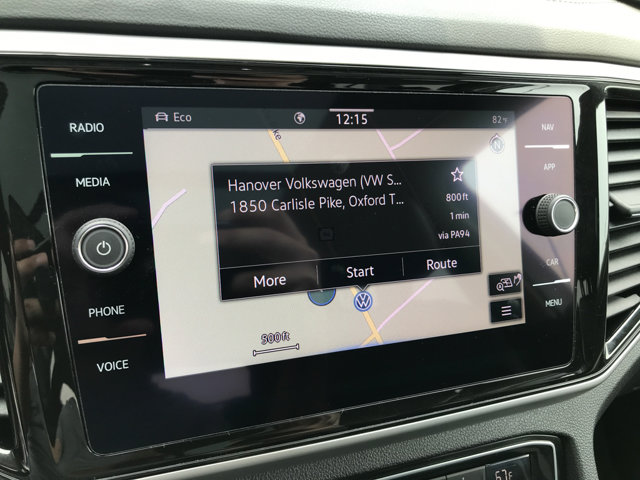 Eco
12:15
82°F
RADIO
MEDIA
PHONE
VOICE
NAV
APP
CAR
MENU
N
Hanover Volkswagen (VW S...
1850 Carlisle Pike, Oxford T...
800 ft
1 min
via PA94
More
Start
Route
500 ft
ke